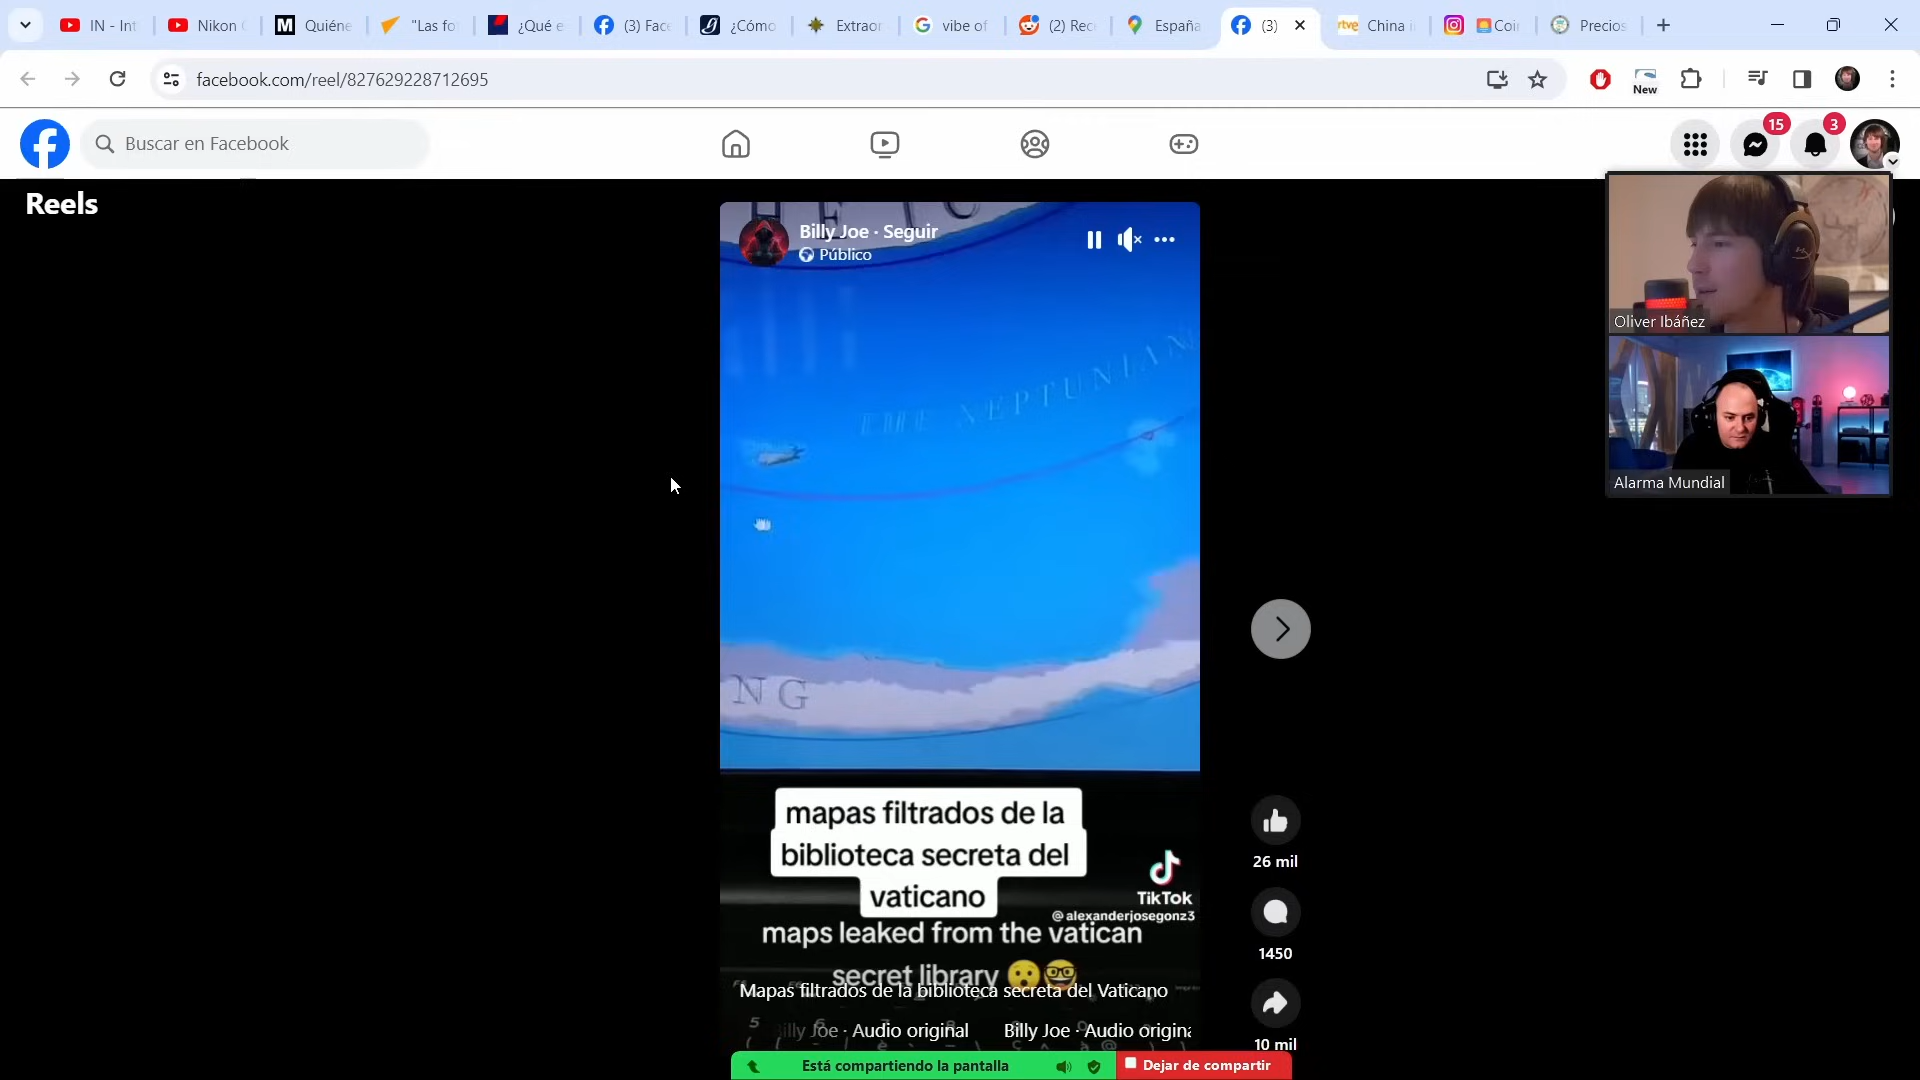 IN - Int
Nikon
Quiéne
"Las fo
¿Qué e
(3) Face
¿Cómo
Extraor
vibe of
(2) Rec
España
(3)
China i
Coi
Precios
facebook.com/reel/827629228712695
New
Buscar en Facebook
15
3
Reels
Billy Joe · Seguir
Público
THE NEPTUNIAN
NG
Oliver Ibáñez
Alarma Mundial
mapas filtrados de la
biblioteca secreta del
vaticano
TikTok
@alexanderjosegonz3
maps leaked from the vatican
secret library
Mapas filtrados de la biblioteca secreta del Vaticano
Billy Joe · Audio original Billy Joe · Audio origina
26 mil
1450
10 mil
Está compartiendo la pantalla
Dejar de compartir